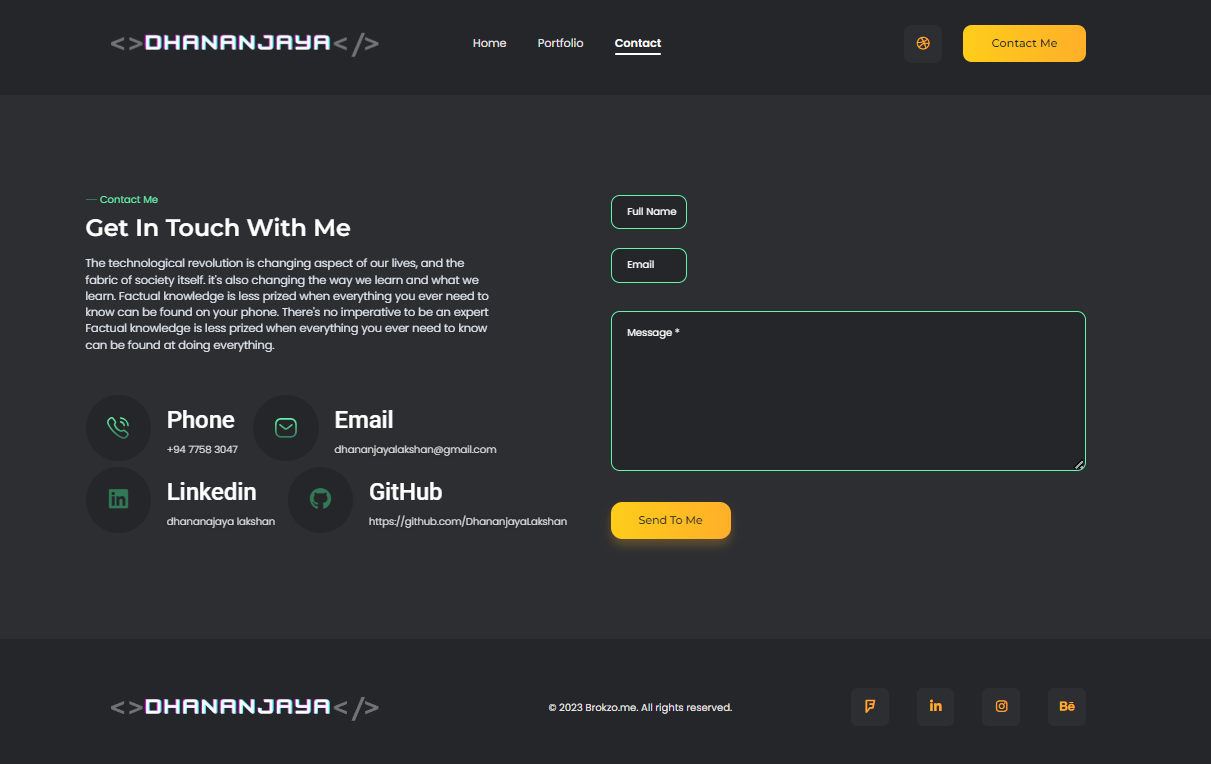 <>DHANANJAYA</>
Home Portfolio Contact
Contact Me
— Contact Me
Get In Touch With Me
The technological revolution is changing aspect of our lives, and the
fabric of society itself. it's also changing the way we learn and what we
learn. Factual knowledge is less prized when everything you ever need to
know can be found on your phone. There's no imperative to be an expert
Factual knowledge is less prized when everything you ever need to know
can be found at doing everything.
Phone
+94 7758 3047
Email
dhananjayalakshan@gmail.com
Linkedin
dhananajaya lakshan
GitHub
https://github.com/DhananjayaLakshan
Full Name
Email
Message *
Send To Me
<>DHANANJAYA</>
© 2023 Brokzo.me. All rights reserved.
in
in
Bē